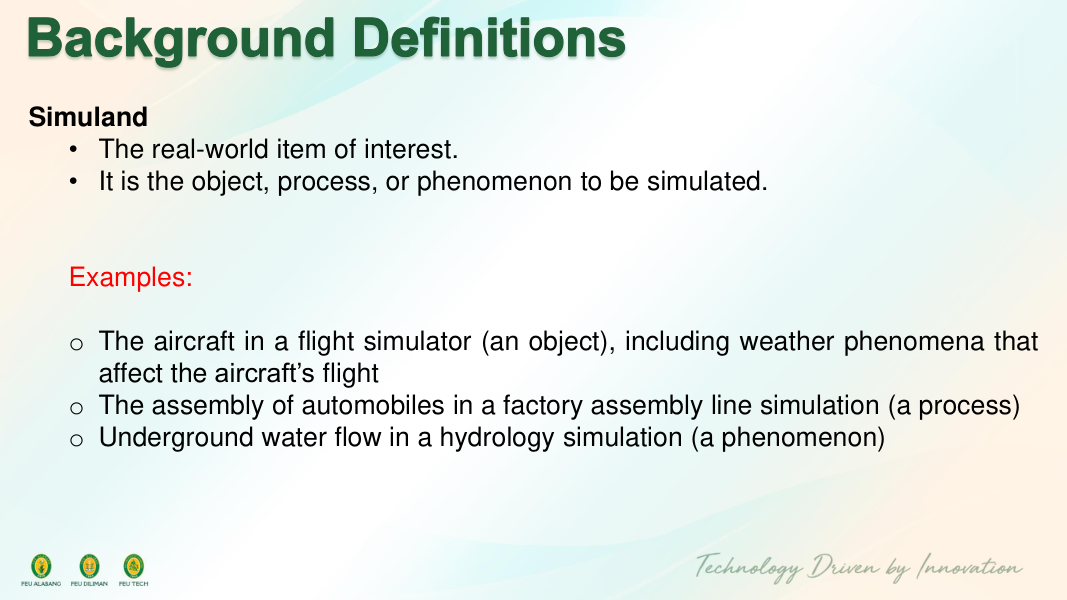 Background Definitions
Simuland
• The real-world item of interest.
• It is the object, process, or phenomenon to be simulated.
Examples:
o The aircraft in a flight simulator (an object), including weather phenomena that
affect the aircraft’s flight
o The assembly of automobiles in a factory assembly line simulation (a process)
o Underground water flow in a hydrology simulation (a phenomenon)
FEU ALABANG FEU DILIMAN FEU TECH
Technology Driven by Innovation